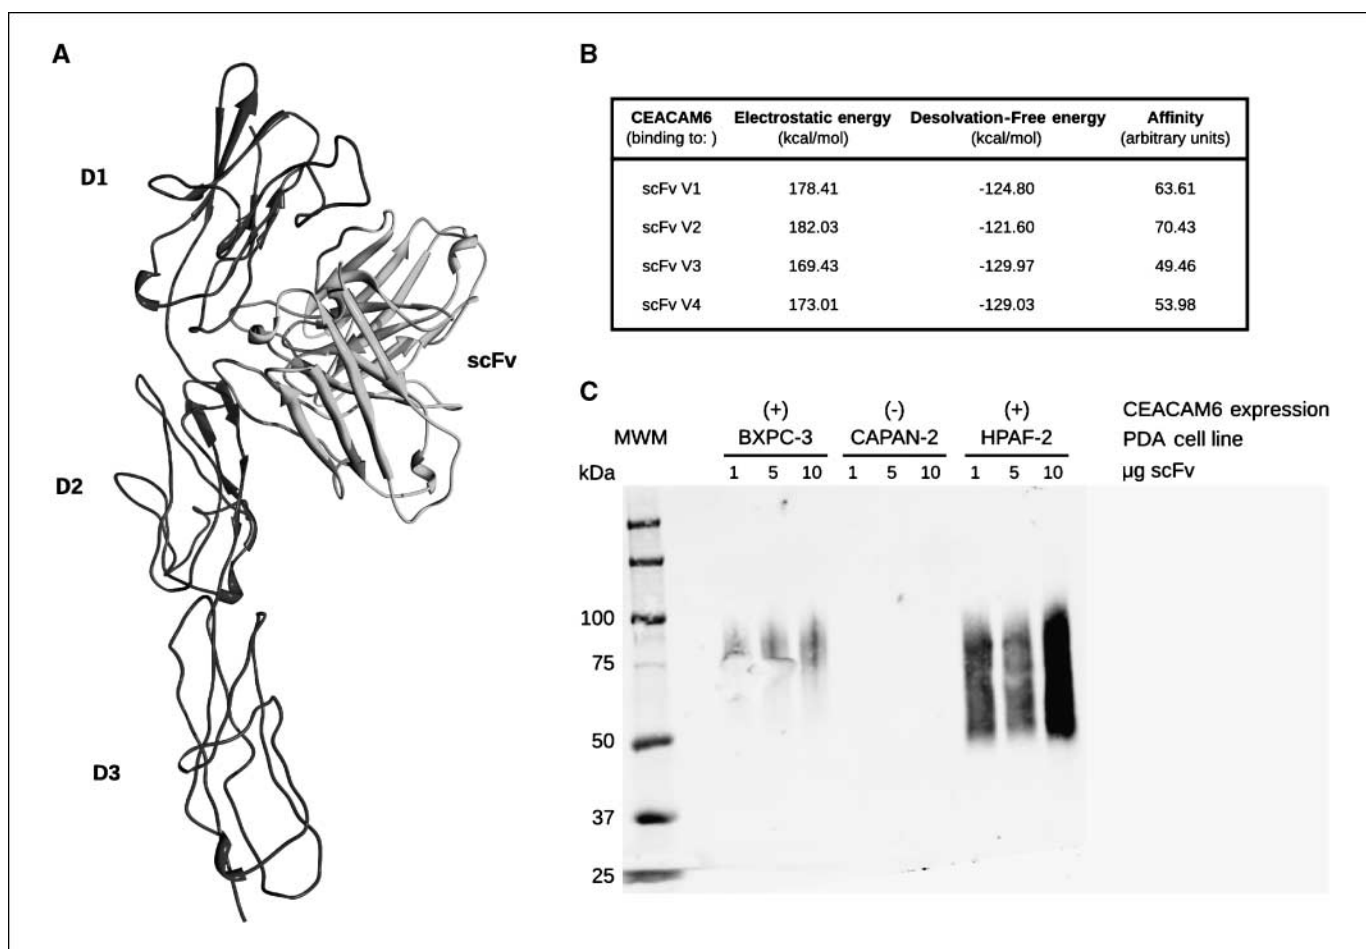 A
D1
scFv
D2
D3
B
CEACAM6 Electrostatic energy Desolvation-Free energy Affinity
(binding to: ) (kcal/mol) (kcal/mol) (arbitrary units)
scFv V1 178.41 -124.80 63.61
scFv V2 182.03 -121.60 70.43
scFv V3 169.43 -129.97 49.46
scFv V4 173.01 -129.03 53.98
C
(+) (-) (+) CEACAM6 expression
MWM BXPC-3 CAPAN-2 HPAF-2 PDA cell line
kDa 1 5 10 1 5 10 1 5 10 µg scFv
100
75
50
37
25